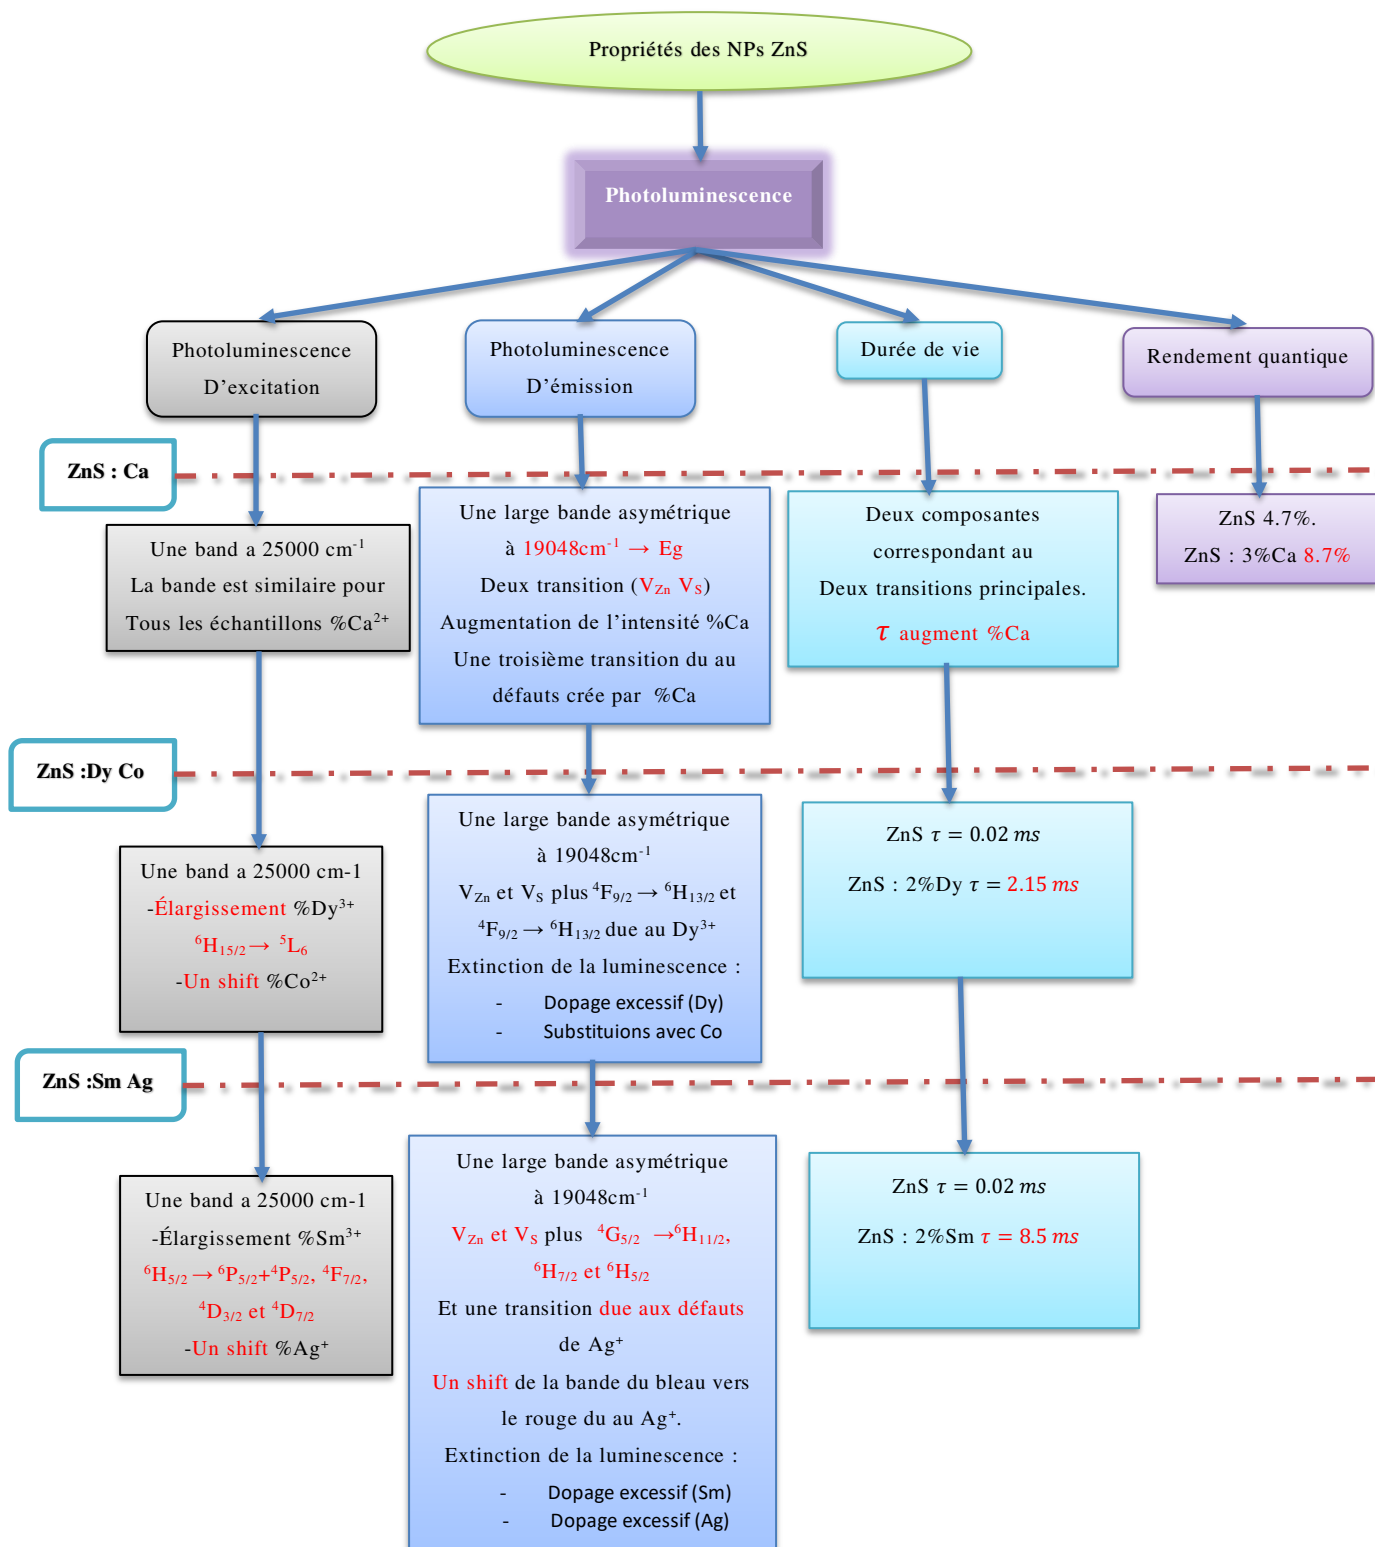 Propriétés des NPs ZnS
Photoluminescence
Photoluminescence
D’excitation
Photoluminescence
D’émission
Durée de vie
Rendement quantique
ZnS : Ca
Une band a 25000 cm⁻¹
La bande est similaire pour
Tous les échantillons %Ca²⁺
Une large bande asymétrique
à 19048cm⁻¹ → Eg
Deux transition (V_Zn V_S)
Augmentation de l’intensité %Ca
Une troisième transition du au
défauts crée par %Ca
Deux composantes
correspondant au
Deux transitions principales.
τ augment %Ca
ZnS 4.7%.
ZnS : 3%Ca 8.7%
ZnS :Dy Co
Une band a 25000 cm-1
-Élargissement %Dy³⁺
⁶H₁₅/₂ → ⁵L₆
-Un shift %Co²⁺
Une large bande asymétrique
à 19048cm⁻¹
V_Zn et V_S plus ⁴F₉/₂ → ⁶H₁₃/₂ et
⁴F₉/₂ → ⁶H₁₃/₂ due au Dy³⁺
Extinction de la luminescence :
- Dopage excessif (Dy)
- Substituions avec Co
ZnS τ = 0.02 ms
ZnS : 2%Dy τ = 2.15 ms
ZnS :Sm Ag
Une band a 25000 cm-1
-Élargissement %Sm³⁺
⁶H₅/₂ → ⁶P₅/₂+⁴P₅/₂, ⁴F₇/₂,
⁴D₃/₂ et ⁴D₇/₂
-Un shift %Ag⁺
Une large bande asymétrique
à 19048cm⁻¹
V_Zn et V_S plus ⁴G₅/₂ →⁶H₁₁/₂,
⁶H₇/₂ et ⁶H₅/₂
Et une transition due aux défauts
de Ag⁺
Un shift de la bande du bleau vers
le rouge du au Ag⁺.
Extinction de la luminescence :
- Dopage excessif (Sm)
- Dopage excessif (Ag)
ZnS τ = 0.02 ms
ZnS : 2%Sm τ = 8.5 ms